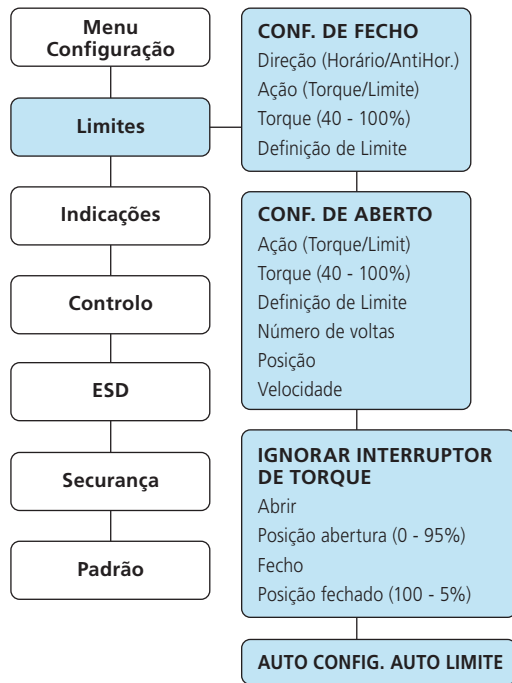 Menu
Configuração
Limites
Indicações
Controlo
ESD
Securança
Padrão
CONF. DE FECHO
Direção (Horário/AntiHor.)
Ação (Torque/Limite)
Torque (40 - 100%)
Definição de Limite
CONF. DE ABERTO
Ação (Torque/Limit)
Torque (40 - 100%)
Definição de Limite
Número de voltas
Posição
Velocidade
IGNORAR INTERRUPTOR
DE TORQUE
Abrir
Posição abertura (0 - 95%)
Fecho
Posição fechado (100 - 5%)
AUTO CONFIG. AUTO LIMITE